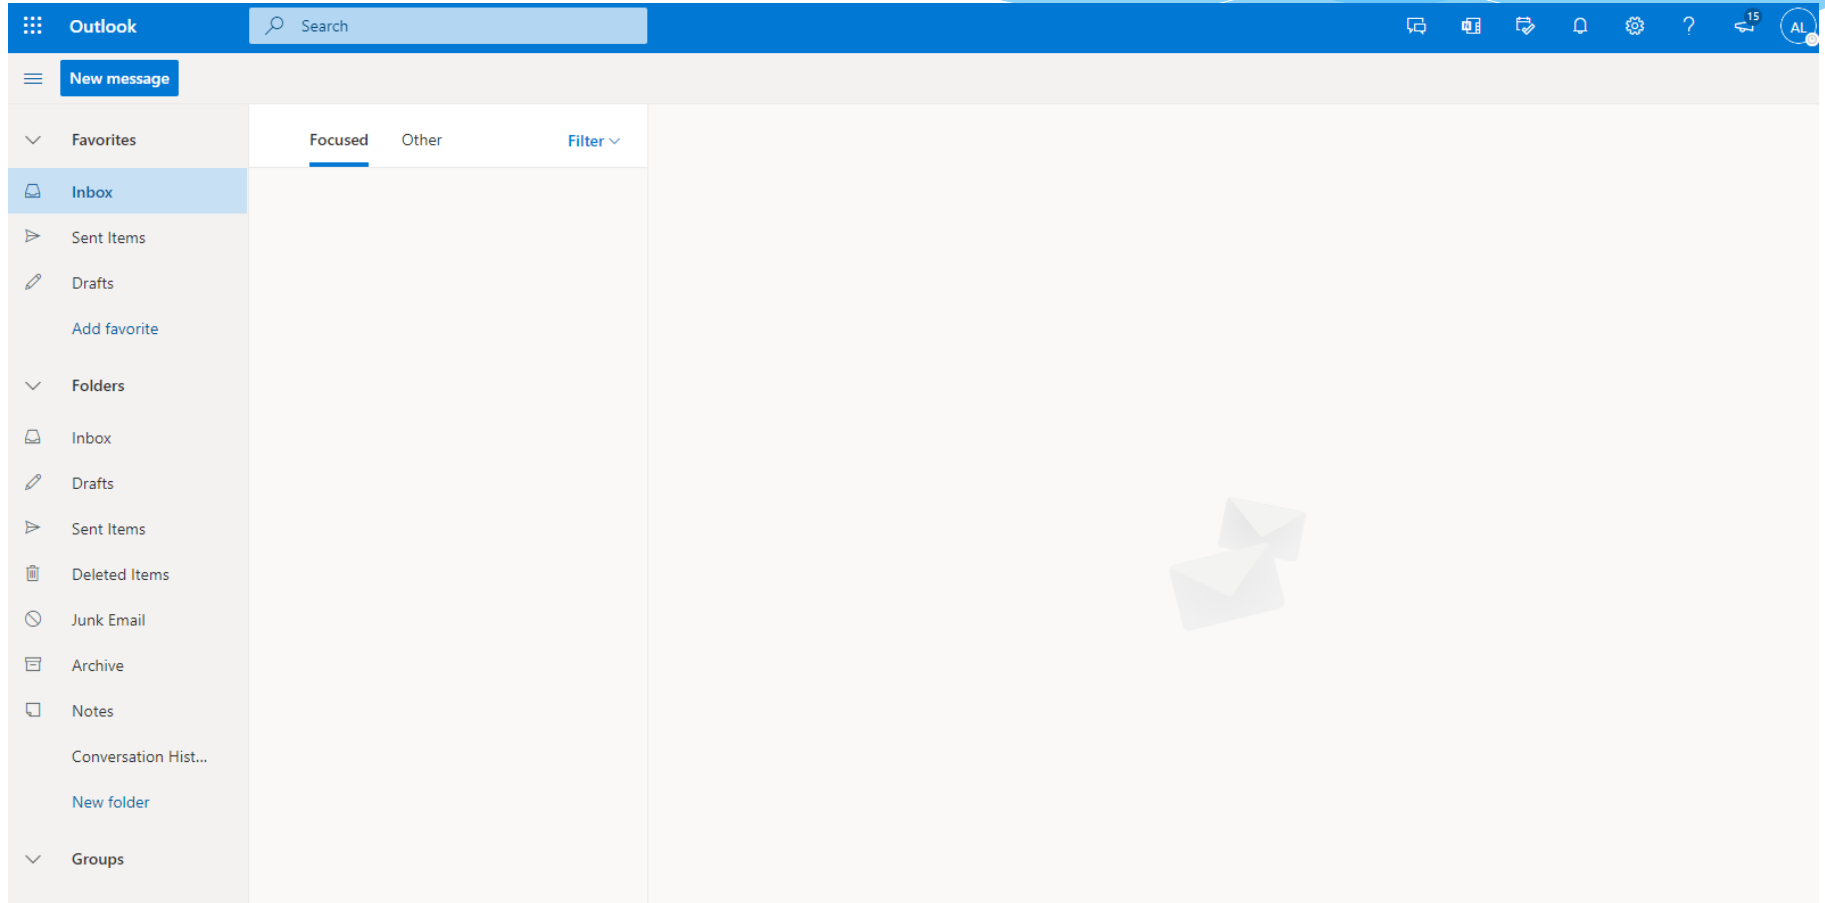 Outlook
Search
15
AL
New message
Favorites
Focused
Other
Filter
Inbox
Sent Items
Drafts
Add favorite
Folders
Inbox
Drafts
Sent Items
Deleted Items
Junk Email
Archive
Notes
Conversation Hist...
New folder
Groups